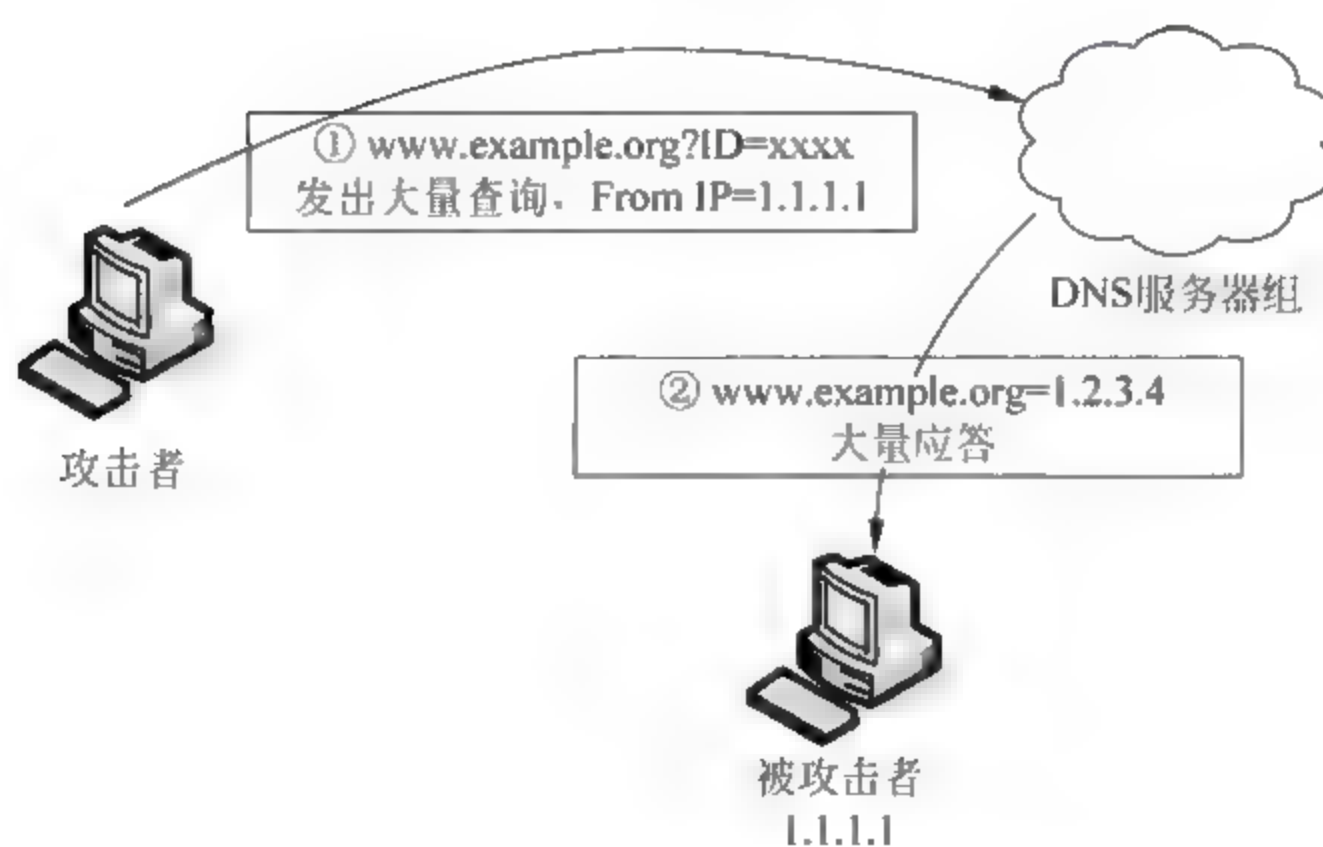 ① www.example.org?ID=xxxx
发出大量查询，From IP=1.1.1.1
DNS服务器组
② www.example.org=1.2.3.4
大量应答
攻击者
被攻击者
1.1.1.1